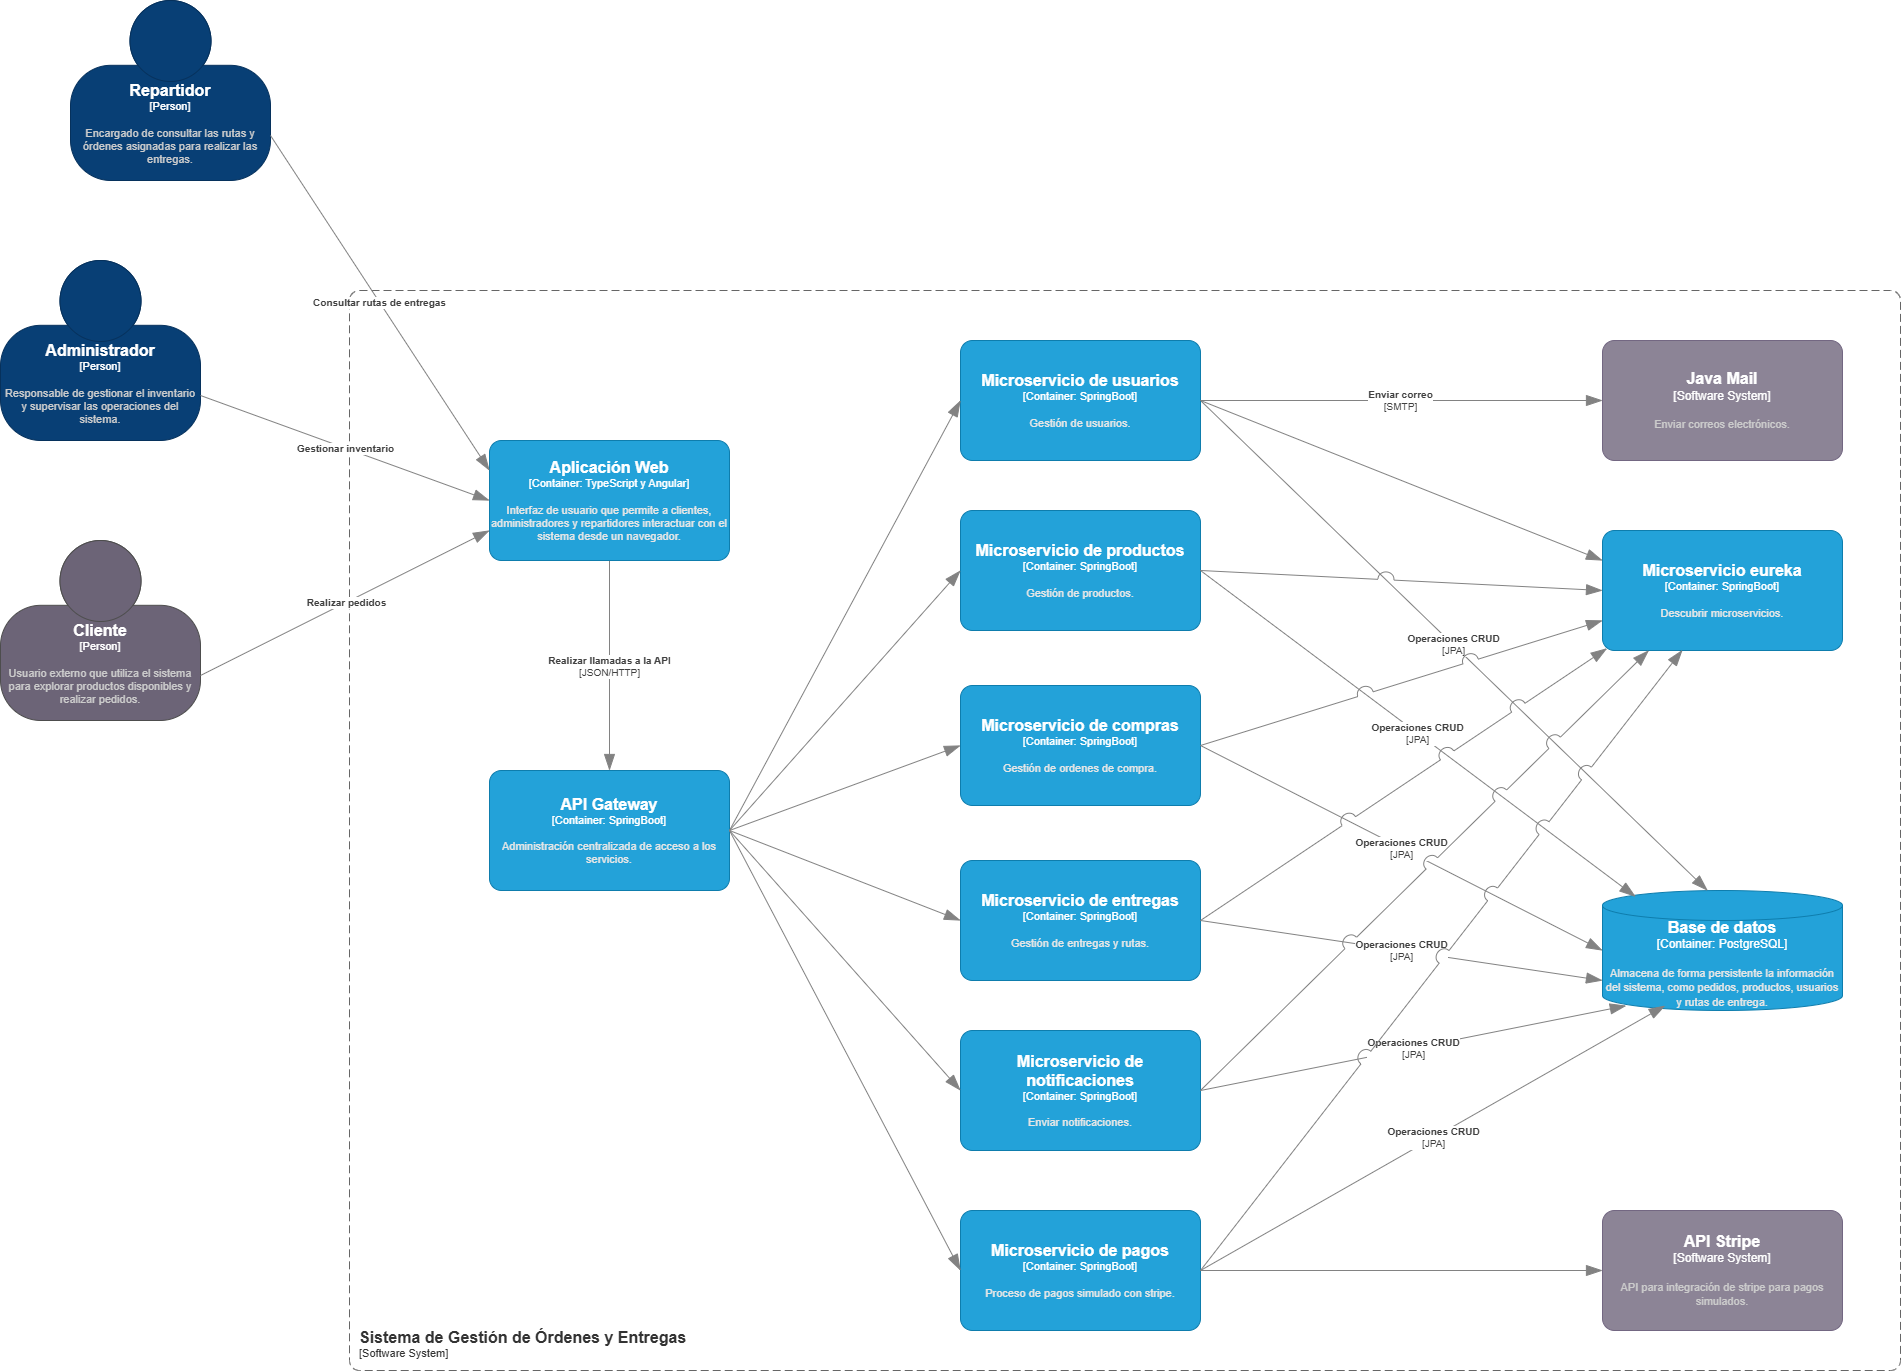 Repartidor
[Person]
Encargado de consultar las rutas y
órdenes asignadas para realizar las
entregas.
Consultar rutas de entregas
Administrador
[Person]
Responsable de gestionar el inventario
y supervisar las operaciones del
sistema.
Gestionar inventario
Cliente
[Person]
Usuario externo que utiliza el sistema
para explorar productos disponibles y
realizar pedidos.
Realizar pedidos
Aplicación Web
[Container: TypeScript y Angular]
Interfaz de usuario que permite a clientes,
administradores y repartidores interactuar con el
sistema desde un navegador.
Realizar llamadas a la API
[JSON/HTTP]
API Gateway
[Container: SpringBoot]
Administración centralizada de acceso a los
servicios.
Microservicio de usuarios
[Container: SpringBoot]
Gestión de usuarios.
Microservicio de productos
[Container: SpringBoot]
Gestión de productos.
Microservicio de compras
[Container: SpringBoot]
Gestión de ordenes de compra.
Microservicio de entregas
[Container: SpringBoot]
Gestión de entregas y rutas.
Microservicio de
notificaciones
[Container: SpringBoot]
Enviar notificaciones.
Microservicio de pagos
[Container: SpringBoot]
Proceso de pagos simulado con stripe.
Enviar correo
[SMTP]
Operaciones CRUD
[JPA]
Operaciones CRUD
[JPA]
Operaciones CRUD
[JPA]
Operaciones CRUD
[JPA]
Operaciones CRUD
[JPA]
Operaciones CRUD
[JPA]
Java Mail
[Software System]
Enviar correos electrónicos.
Microservicio eureka
[Container: SpringBoot]
Descubrir microservicios.
Base de datos
[Container: PostgreSQL]
Almacena de forma persistente la información
del sistema, como pedidos, productos, usuarios
y rutas de entrega.
API Stripe
[Software System]
API para integración de stripe para pagos
simulados.
Sistema de Gestión de Órdenes y Entregas
[Software System]